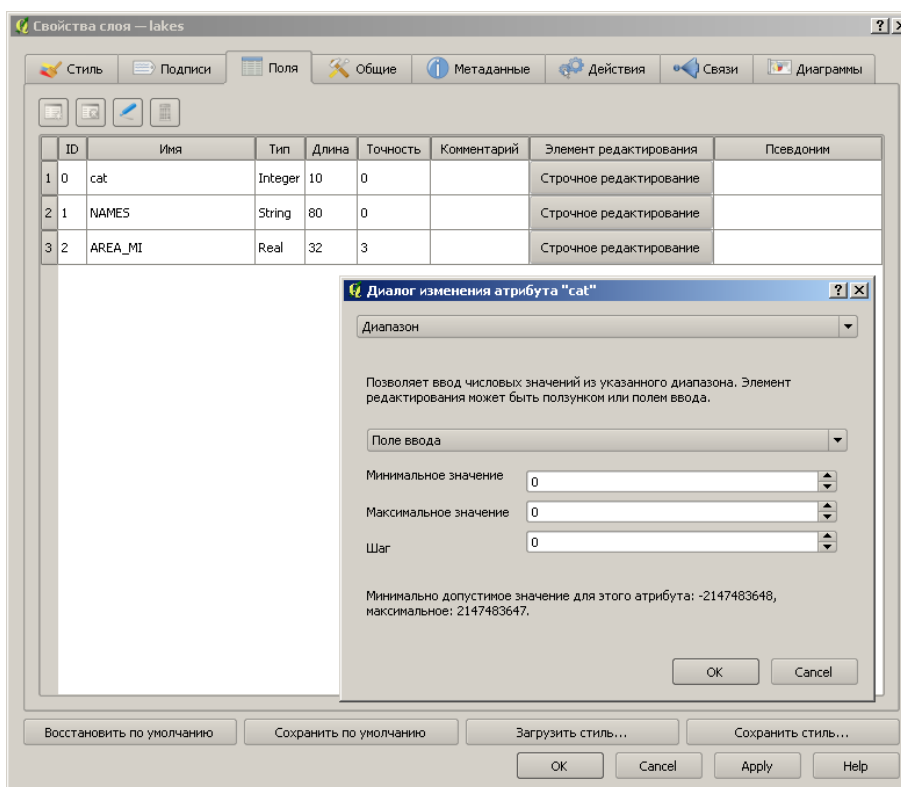 Свойства слоя — lakes
Стиль Подписи Поля Общие Метаданные Действия Связи Диаграммы
ID Имя Тип Длина Точность Комментарий Элемент редактирования Псевдоним
1 0 cat Integer 10 0 Строчное редактирование
2 1 NAMES String 80 0 Строчное редактирование
3 2 AREA_MI Real 32 3 Строчное редактирование
Диалог изменения атрибута "cat"
Диапазон
Позволяет ввод числовых значений из указанного диапазона. Элемент
редактирования может быть ползунком или полем ввода.
Поле ввода
Минимальное значение 0
Максимальное значение 0
Шаг 0
Минимально допустимое значение для этого атрибута: -2147483648,
максимальное: 2147483647.
OK Cancel
Восстановить по умолчанию Сохранить по умолчанию Загрузить стиль... Сохранить стиль...
OK Cancel Apply Help